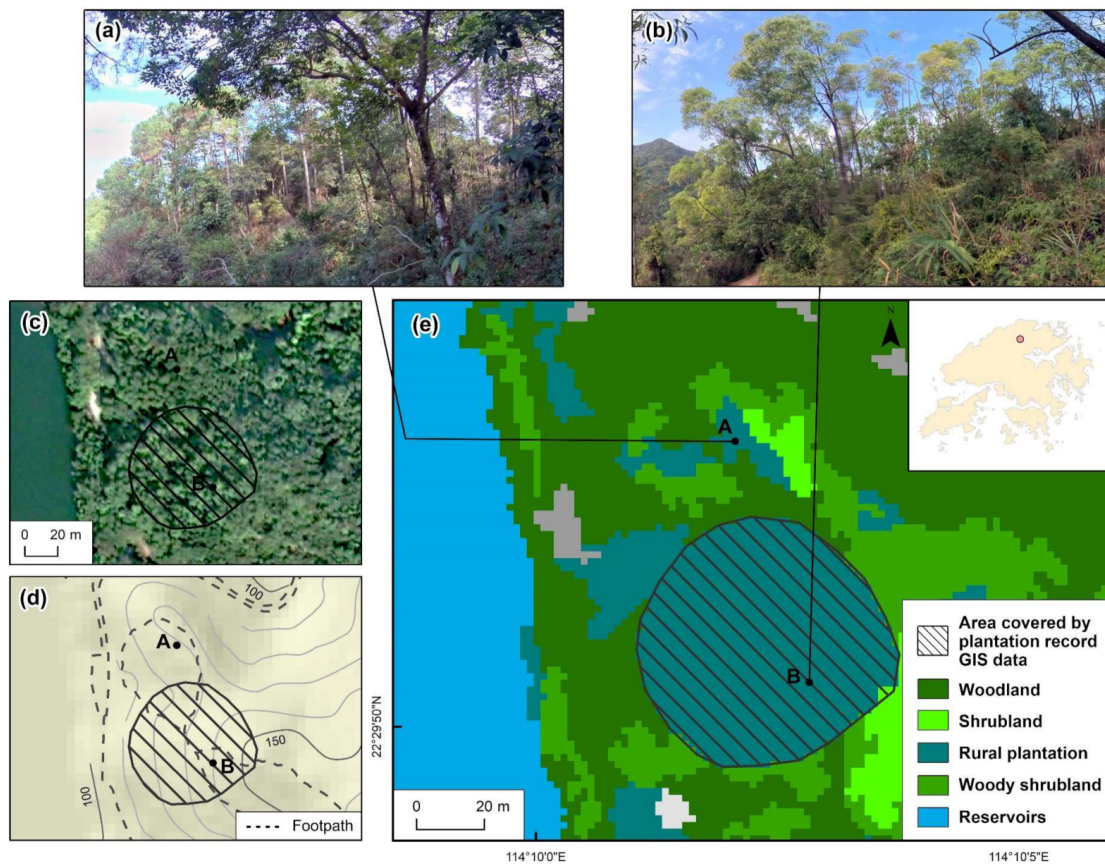 (a)
(b)
(c)
A
B
0 20 m
(d)
100
A
B
150
100
Footpath
(e)
N
A
B
22°29'50"N
0 20 m
114°10'0"E
114°10'5"E
Area covered by
plantation record
GIS data
Woodland
Shrubland
Rural plantation
Woody shrubland
Reservoirs